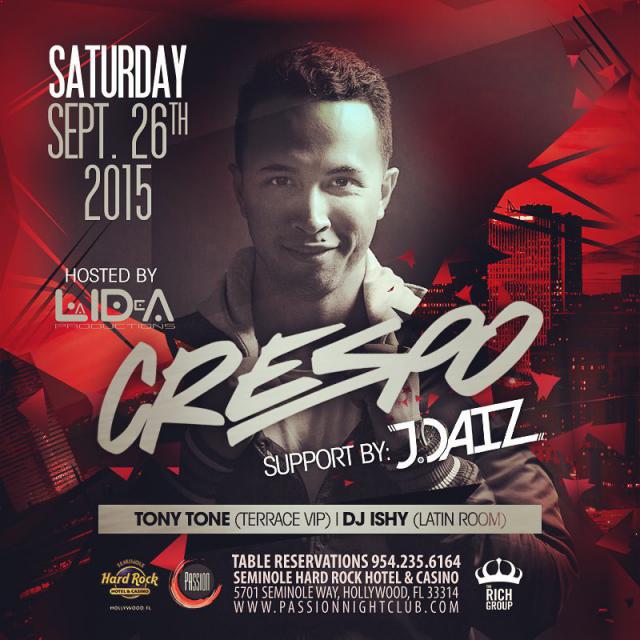 SATURDAY
SEPT. 26TH
2015
HOSTED BY
LA IDEA
PRODUCTIONS
CRESPO
SUPPORT BY: "J.DAIZ"
TONY TONE (TERRACE VIP) | DJ ISHY (LATIN ROOM)
SEMINOLE
Hard Rock
HOTEL & CASINO
HOLLYWOOD, FL
PASSION
TABLE RESERVATIONS 954.235.6164
SEMINOLE HARD ROCK HOTEL & CASINO
5701 SEMINOLE WAY, HOLLYWOOD, FL 33314
WWW.PASSIONNIGHTCLUB.COM
THE
RICH
GROUP